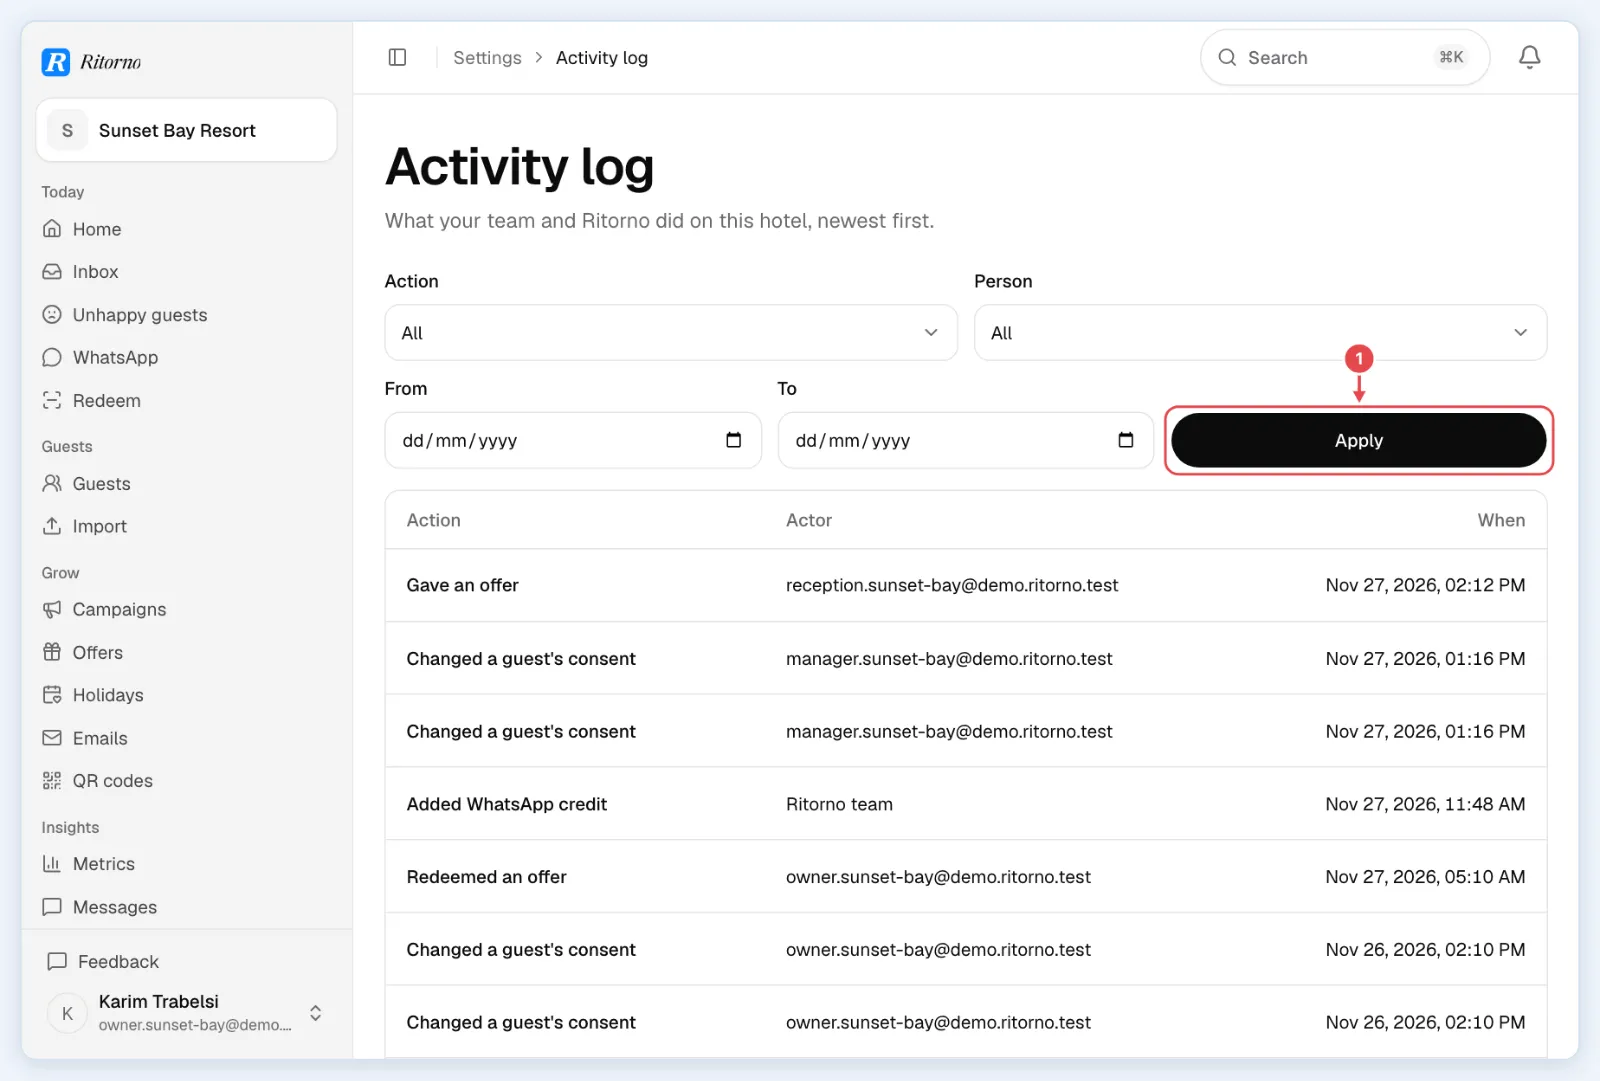 R Ritorno
S Sunset Bay Resort
Today
Home
Inbox
Unhappy guests
WhatsApp
Redeem
Guests
Guests
Import
Grow
Campaigns
Offers
Holidays
Emails
QR codes
Insights
Metrics
Messages
Feedback
K Karim Trabelsi
owner.sunset-bay@demo....
Settings > Activity log
Search ⌘K
Activity log
What your team and Ritorno did on this hotel, newest first.
Action Person
All All
1
From To
dd/mm/yyyy dd/mm/yyyy Apply
Action Actor When
Gave an offer reception.sunset-bay@demo.ritorno.test Nov 27, 2026, 02:12 PM
Changed a guest's consent manager.sunset-bay@demo.ritorno.test Nov 27, 2026, 01:16 PM
Changed a guest's consent manager.sunset-bay@demo.ritorno.test Nov 27, 2026, 01:16 PM
Added WhatsApp credit Ritorno team Nov 27, 2026, 11:48 AM
Redeemed an offer owner.sunset-bay@demo.ritorno.test Nov 27, 2026, 05:10 AM
Changed a guest's consent owner.sunset-bay@demo.ritorno.test Nov 26, 2026, 02:10 PM
Changed a guest's consent owner.sunset-bay@demo.ritorno.test Nov 26, 2026, 02:10 PM